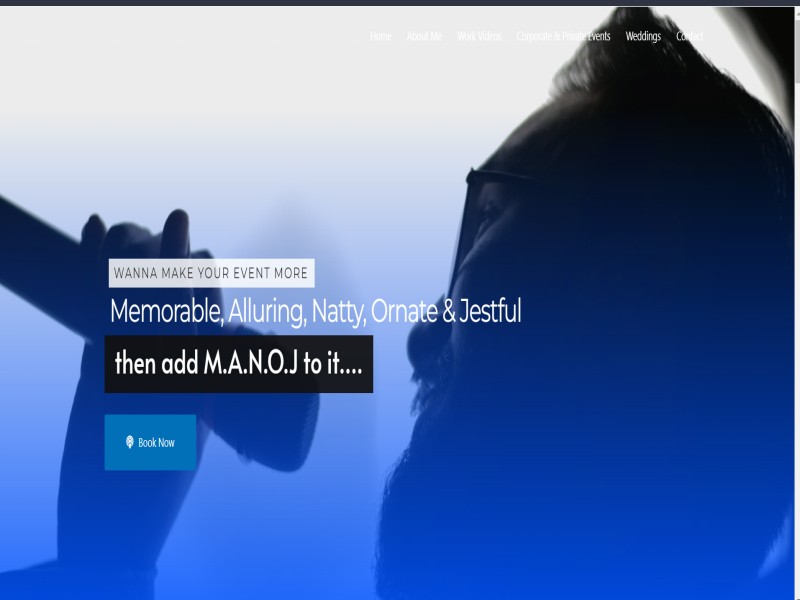 Home About Me Work Videos Corporate & Private Events Weddings Contact
WANNA MAKE YOUR EVENT MORE
Memorable, Alluring, Natty, Ornate & Jestful
then add M.A.N.O.J to it....
Book Now